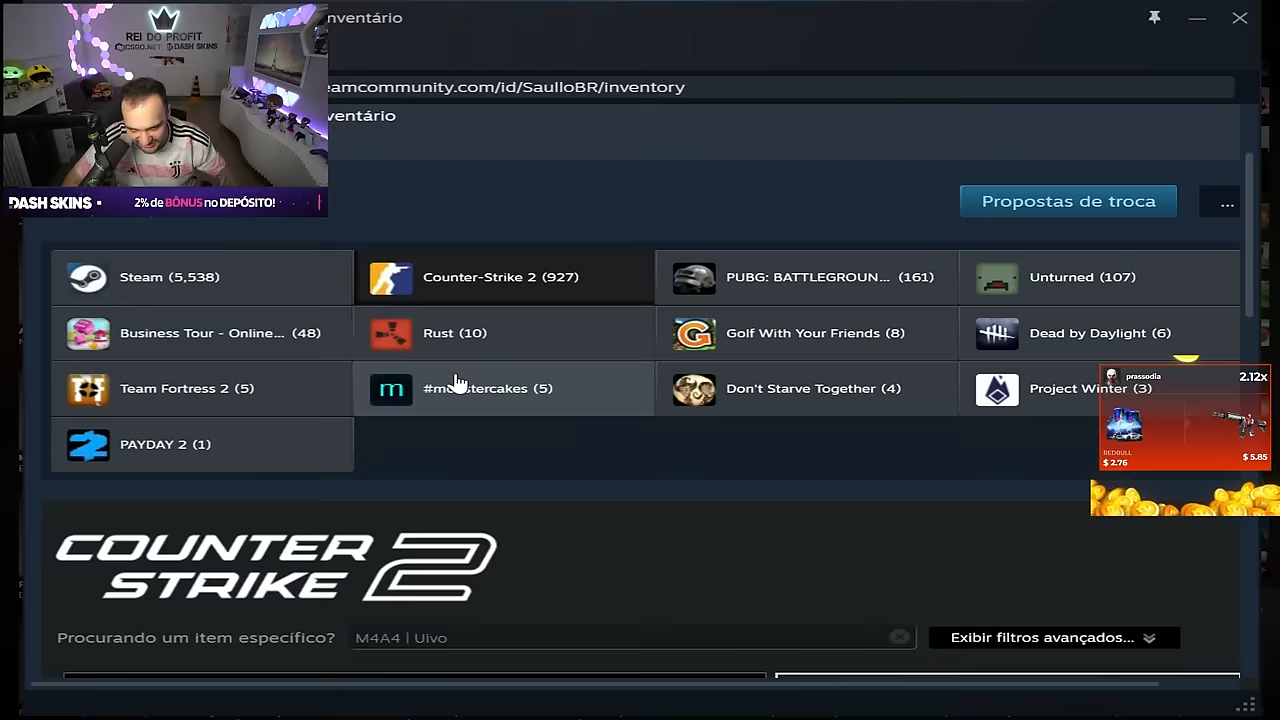 nventário
REI DO PROFIT
CSGO.NET DASH SKINS
eamcommunity.com/id/SaulloBR/inventory
ventário
DASH SKINS • 2% de BÔNUS no DEPÓSITO!
Propostas de troca ...
Steam (5,538) Counter-Strike 2 (927) PUBG: BATTLEGROUN... (161) Unturned (107)
Business Tour - Online... (48) Rust (10) Golf With Your Friends (8) Dead by Daylight (6)
Team Fortress 2 (5) Don't Starve Together (4) Project Winter (3)
prassodia 2.12x
REDBULL
$ 2.76 $ 5.85
PAYDAY 2 (1)
COUNTER
STRIKE 2
Procurando um item específico? M4A4 | Uivo Exibir filtros avançados...